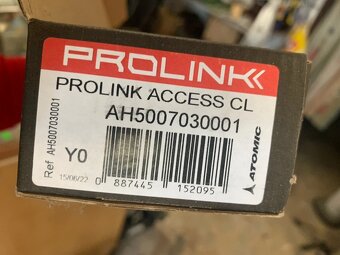 PROLINK
PROLINK ACCESS CL
AH5007030001
Ref AH5007030001
Y0
15/06/22
0 887445 152095
ATOMIC